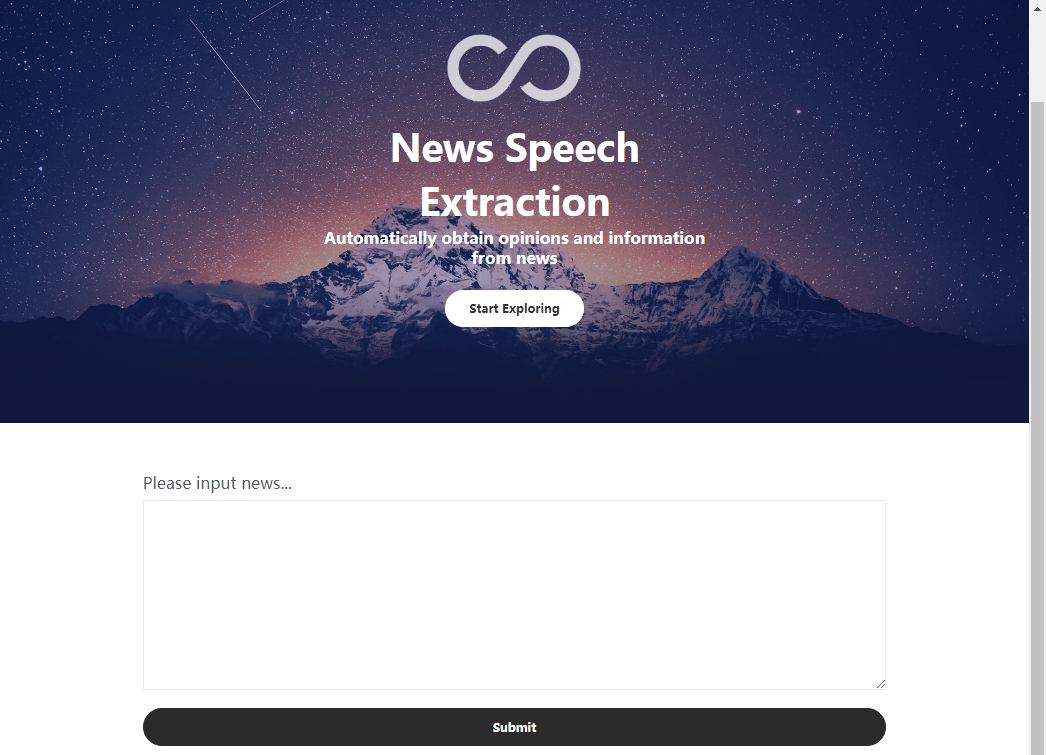 News Speech
Extraction
Automatically obtain opinions and information
from news
Start Exploring
Please input news...
Submit